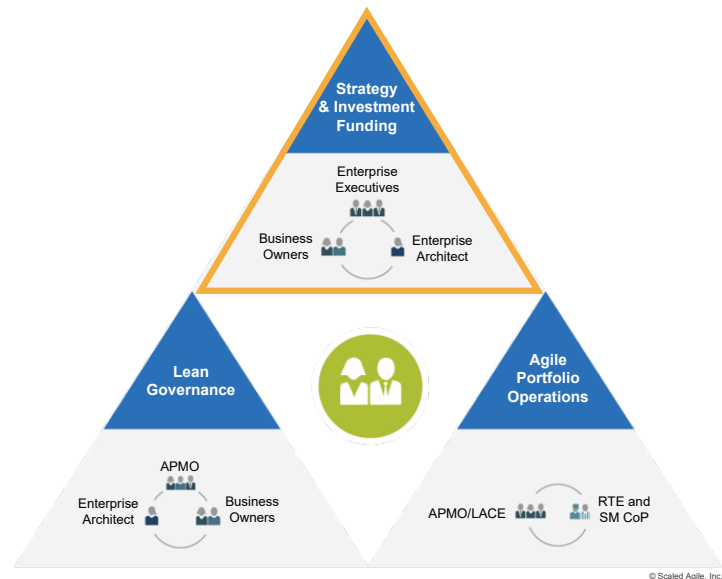 Strategy
& Investment
Funding
Enterprise
Executives
Business
Owners
Enterprise
Architect
Lean
Governance
Agile
Portfolio
Operations
APMO
Enterprise
Architect
Business
Owners
APMO/LACE
RTE and
SM CoP
© Scaled Agile, Inc.